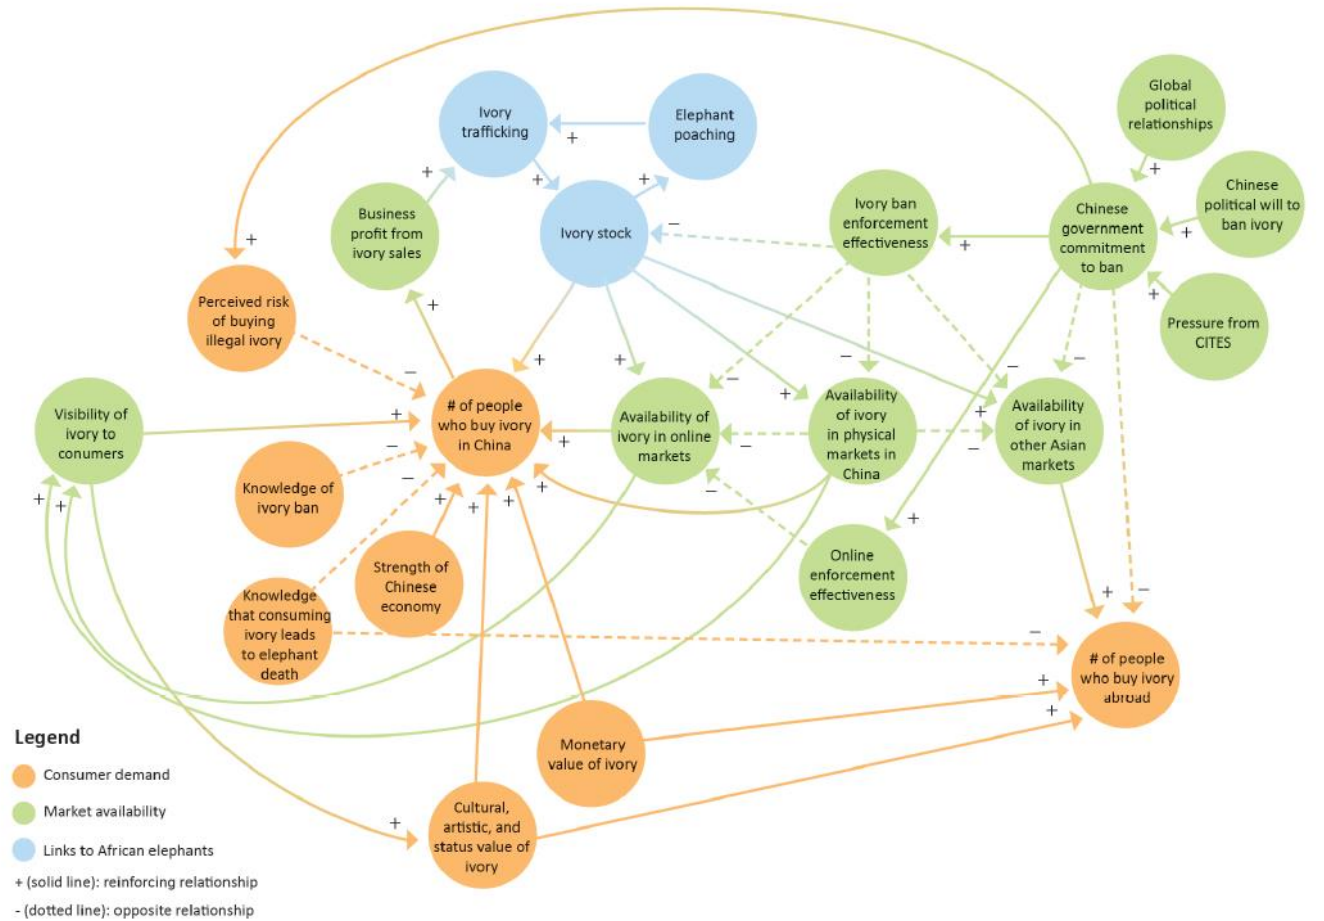 Global
political
relationships
Ivory
trafficking
Elephant
poaching
Chinese
political will to
ban ivory
Business
profit from
ivory sales
Ivory stock
Ivory ban
enforcement
effectiveness
Chinese
government
commitment
to ban
Perceived risk
of buying
illegal ivory
Pressure from
CITES
Visibility of
ivory to
conumers
# of people
who buy ivory
in China
Availability of
ivory in online
markets
Availability
of ivory
in physical
markets in
China
Availability
of ivory in
other Asian
markets
Knowledge of
ivory ban
Strength of
Chinese
economy
Online
enforcement
effectiveness
Knowledge
that consuming
ivory leads
to elephant
death
# of people
who buy ivory
abroad
Monetary
value of ivory
Cultural,
artistic, and
status value of
ivory
Legend
Consumer demand
Market availability
Links to African elephants
+ (solid line): reinforcing relationship
- (dotted line): opposite relationship